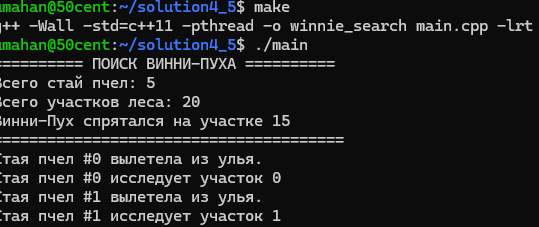 umahan@50cent:~/solution4_5$ make
g++ -Wall -std=c++11 -pthread -o winnie_search main.cpp -lrt
umahan@50cent:~/solution4_5$ ./main
========== ПОИСК ВИННИ-ПУХА ==========
Всего стай пчел: 5
Всего участков леса: 20
Винни-Пух спрятался на участке 15
======================================
Стая пчел #0 вылетела из улья.
Стая пчел #0 исследует участок 0
Стая пчел #1 вылетела из улья.
Стая пчел #1 исследует участок 1